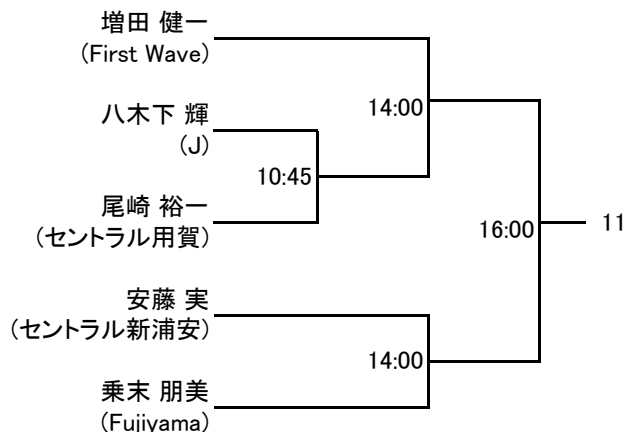 増田 健一
(First Wave)
14:00
八木下 輝
(J)
10:45
尾崎 裕一
(セントラル用賀)
16:00
11
安藤 実
(セントラル新浦安)
14:00
乗末 朋美
(Fujiyama)